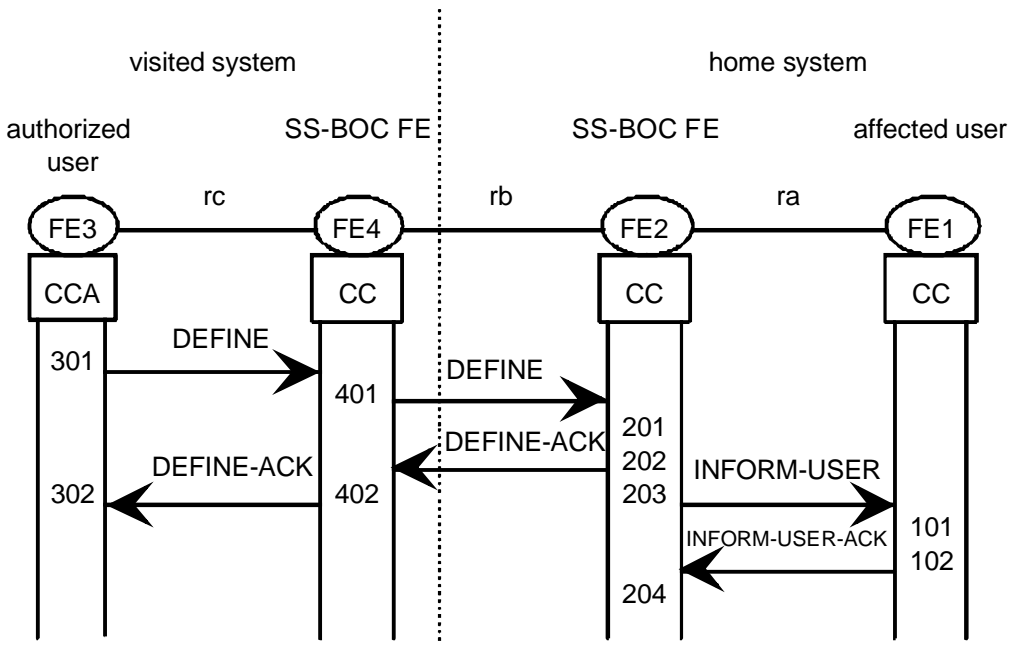 visited system
home system
authorized
user
SS-BOC FE
SS-BOC FE
affected user
rc
rb
ra
FE3
FE4
FE2
FE1
CCA
CC
CC
CC
DEFINE
301
DEFINE
401
201
DEFINE-ACK
202
DEFINE-ACK
INFORM-USER
302
402
203
101
INFORM-USER-ACK
102
204